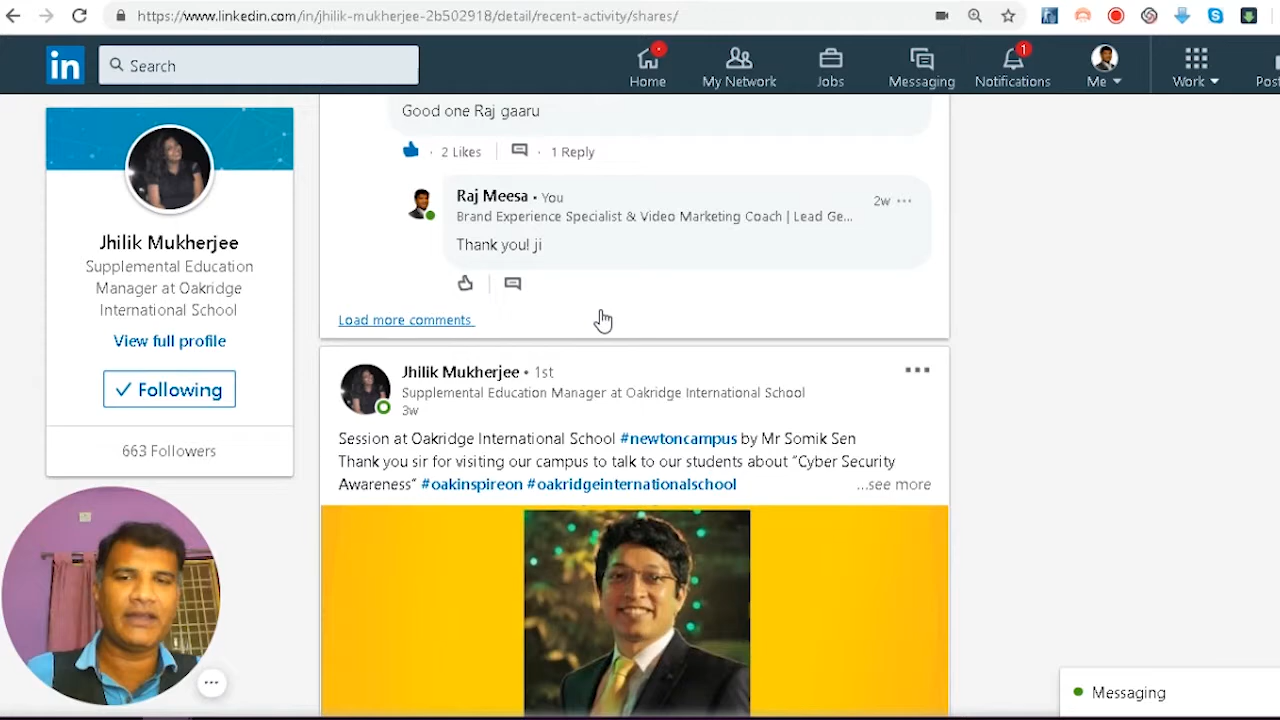 https://www.linkedin.com/in/jhilik-mukherjee-2b502918/detail/recent-activity/shares/
in
Search
Home
My Network
Jobs
Messaging
1
Notifications
Me
Work
Post
Jhilik Mukherjee
Supplemental Education
Manager at Oakridge
International School
View full profile
Following
663 Followers
Good one Raj gaaru
· 2 Likes
· 1 Reply
Raj Meesa • You
2w
Brand Experience Specialist & Video Marketing Coach | Lead Ge...
Thank you! ji
Load more comments
Jhilik Mukherjee • 1st
Supplemental Education Manager at Oakridge International School
3w
Session at Oakridge International School #newtoncampus by Mr Somik Sen
Thank you sir for visiting our campus to talk to our students about “Cyber Security
Awareness” #oakinspireon #oakridgeinternationalschool
...see more
Messaging